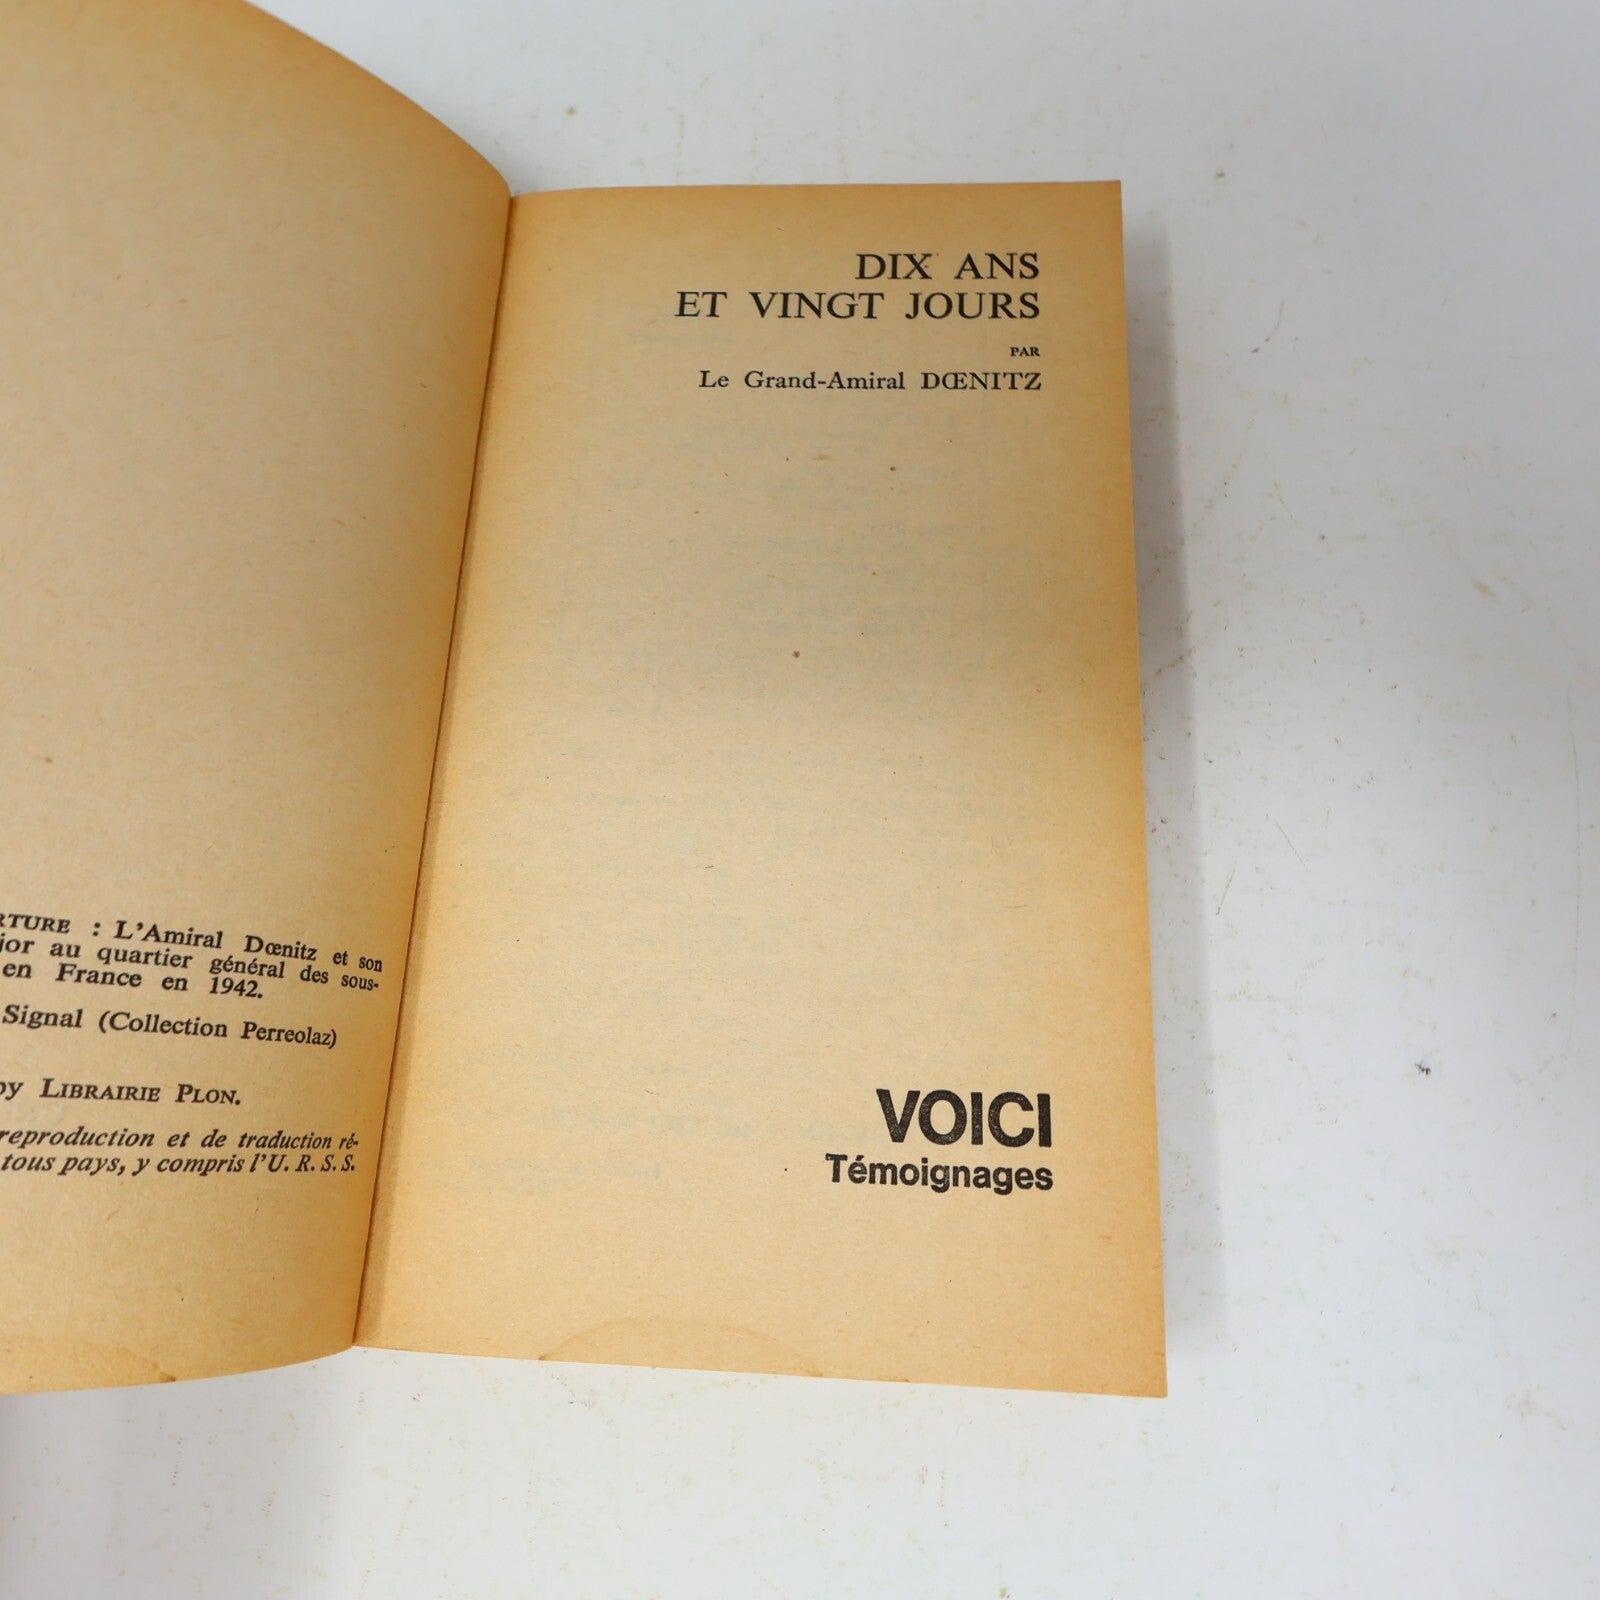 : L'Amiral Dœnitz et son
au quartier général des sous-
en France en 1942.
Signal (Collection Perreolaz)
by LIBRAIRIE PLON.
reproduction et de traduction ré-
tous pays, y compris l'U. R. S. S.
DIX ANS
ET VINGT JOURS
PAR
Le Grand-Amiral DŒNITZ
VOICI
Témoignages